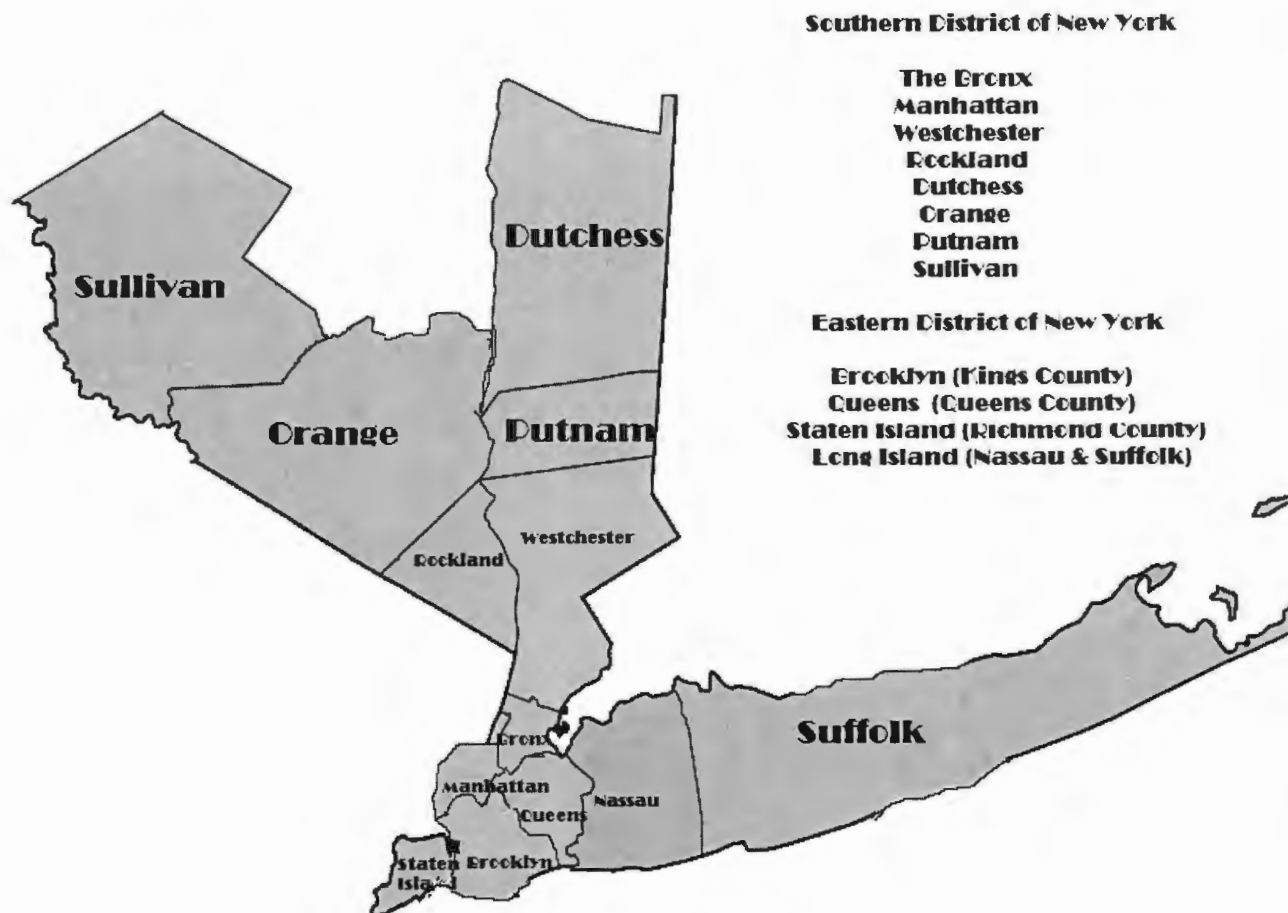 Southern District of New York
The Bronx
Manhattan
Westchester
Rockland
Dutchess
Orange
Putnam
Sullivan
Eastern District of New York
Brooklyn (Kings County)
Queens (Queens County)
Staten Island (Richmond County)
Long Island (Nassau & Suffolk)
Dutchess
Sullivan
Orange
Putnam
Westchester
Rockland
Bronx
Suffolk
Manhattan
Nassau
Queens
Staten
Island
Brooklyn